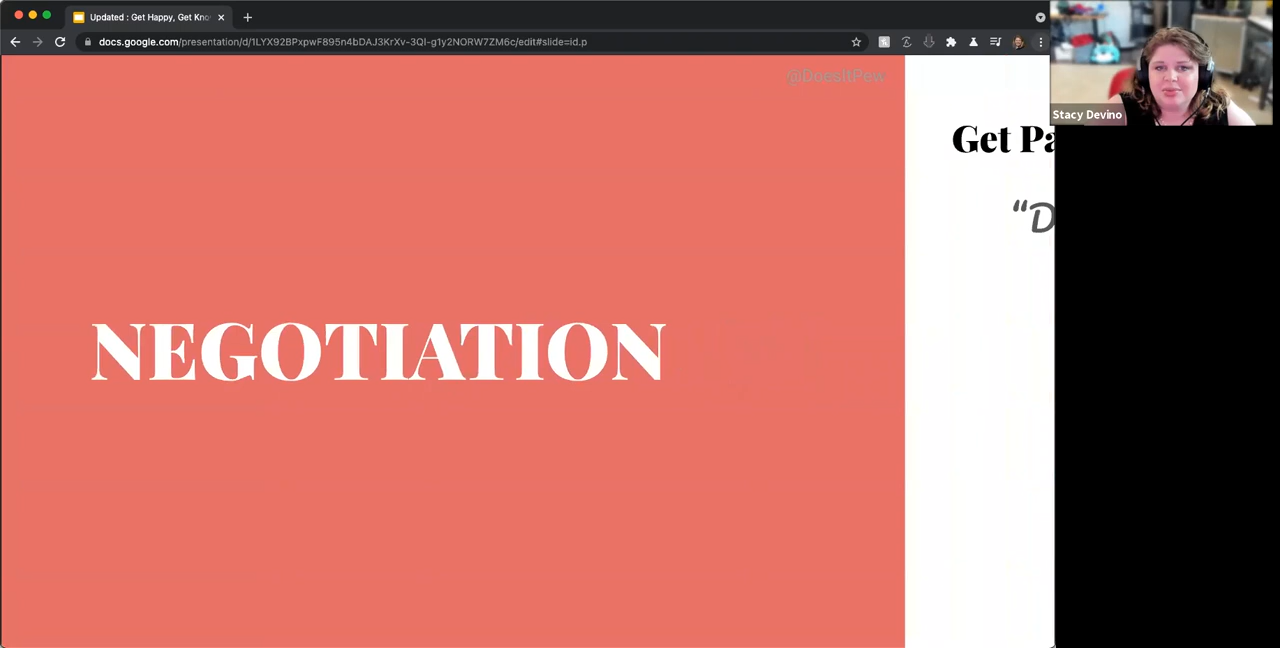 Updated : Get Happy, Get Kno
docs.google.com/presentation/d/1LYX92BPxpwF895n4bDAJ3KrXv-3Ql-g1y2NORW7ZM6c/edit#slide=id.p
@DoesItPew
Stacy Devino
Get Pa
"D
NEGOTIATION